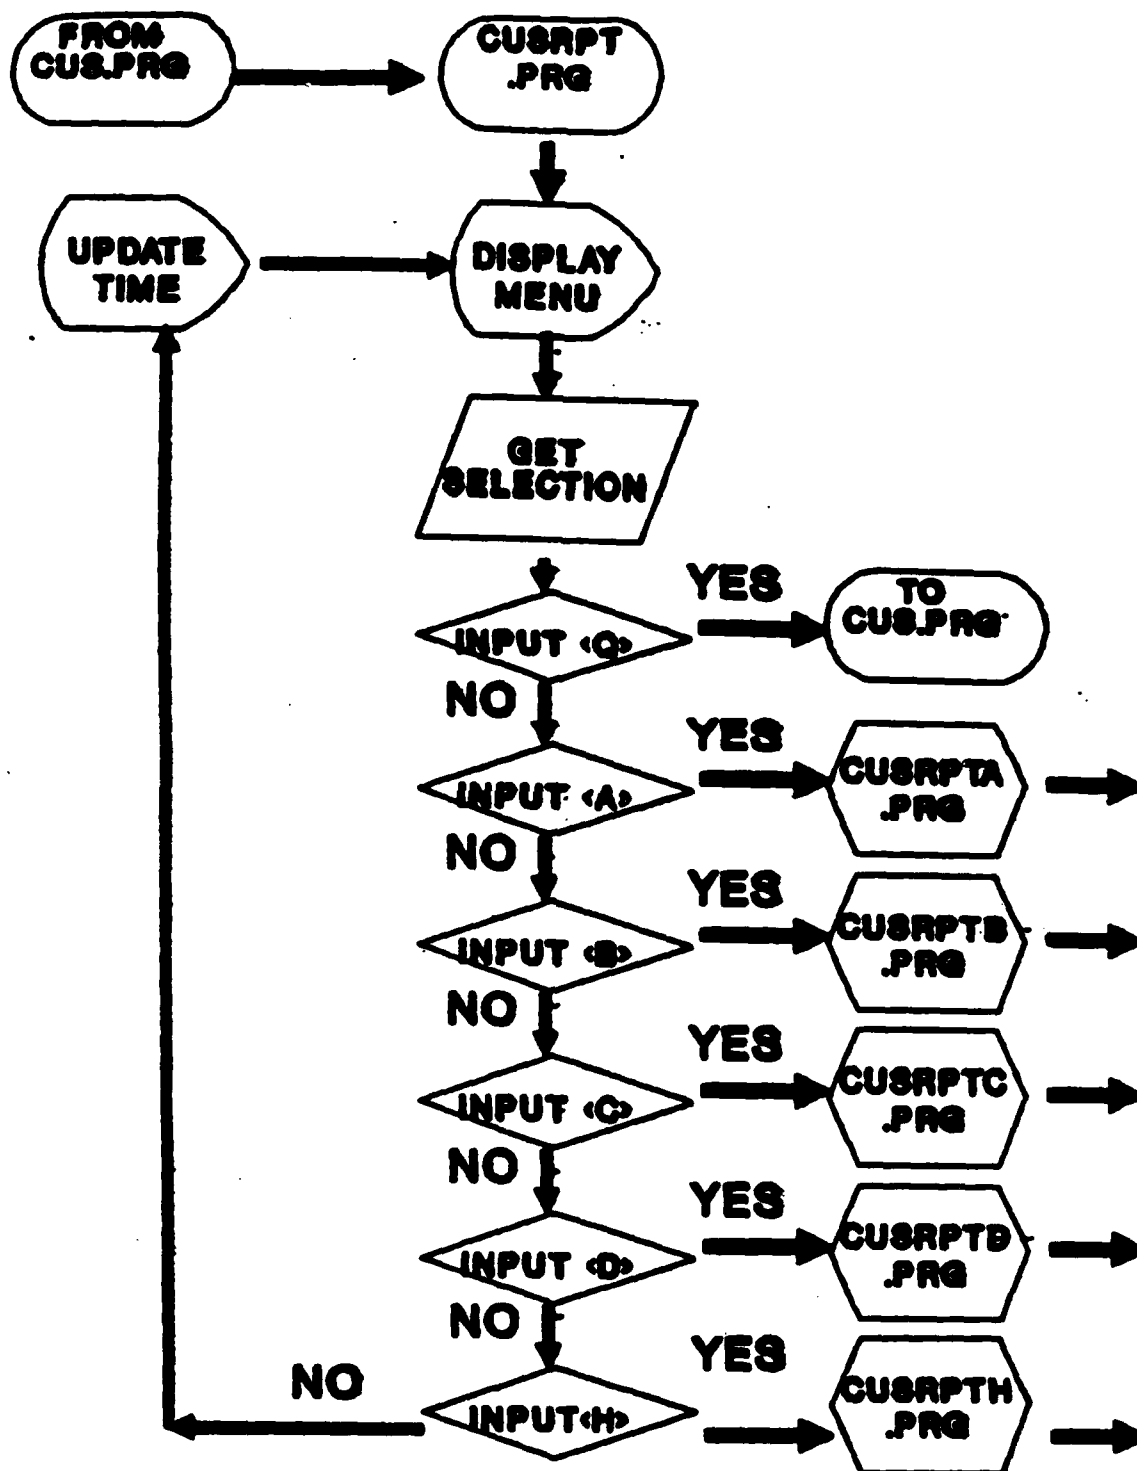 FROM
CUS.PRG
CUSRPT
.PRG
UPDATE
TIME
DISPLAY
MENU
GET
SELECTION
INPUT <Q>
YES
TO
CUS.PRG
NO
INPUT <A>
YES
CUSRPTA
.PRG
NO
INPUT <B>
YES
CUSRPTB
.PRG
NO
INPUT <C>
YES
CUSRPTC
.PRG
NO
INPUT <D>
YES
CUSRPTD
.PRG
NO
INPUT<H>
YES
CUSRPTH
.PRG
NO